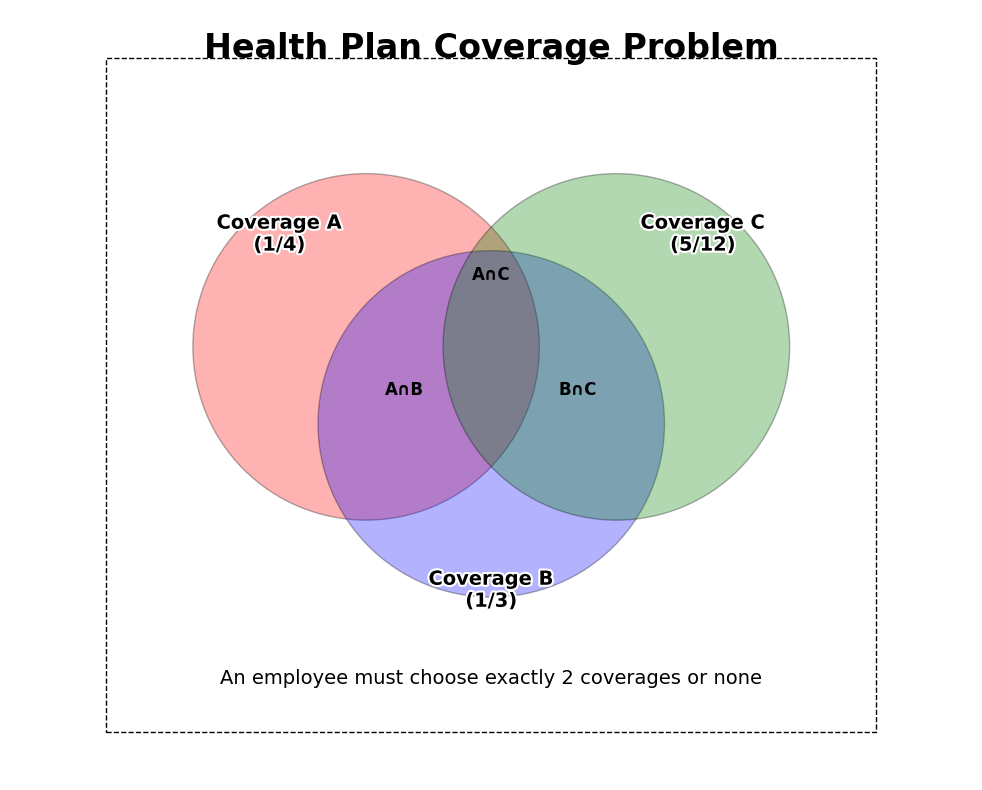 Health Plan Coverage Problem
Coverage A
(1/4)
Coverage C
(5/12)
A∩C
A∩B
B∩C
Coverage B
(1/3)
An employee must choose exactly 2 coverages or none